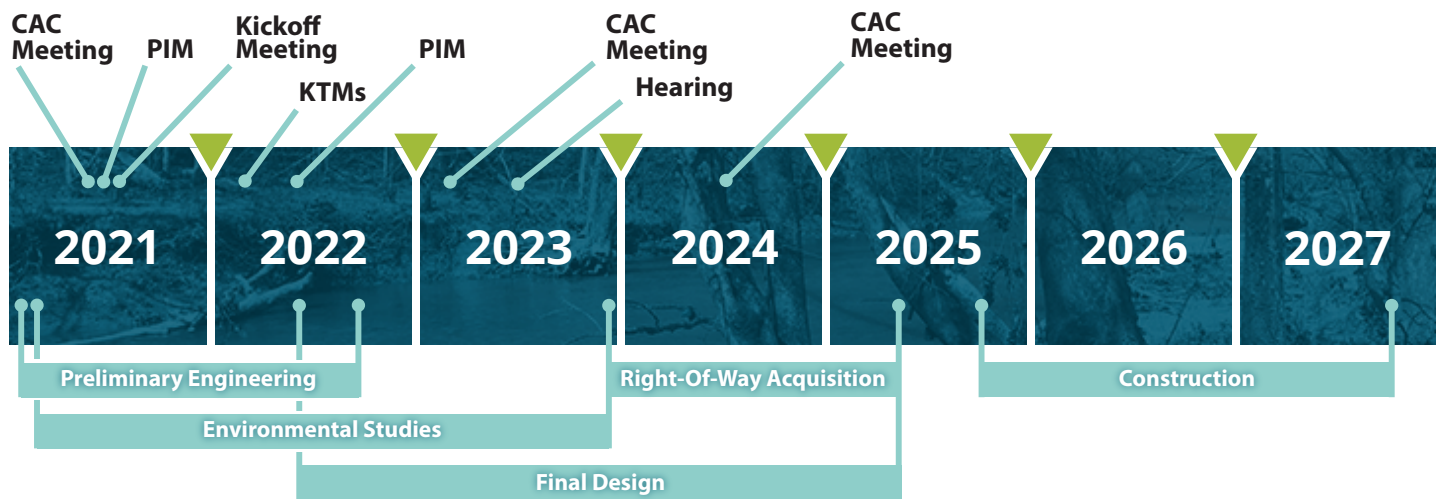 CAC
Meeting
PIM
Kickoff
Meeting
KTMs
PIM
CAC
Meeting
Hearing
CAC
Meeting
2021
2022
2023
2024
2025
2026
2027
Preliminary Engineering
Right-Of-Way Acquisition
Construction
Environmental Studies
Final Design